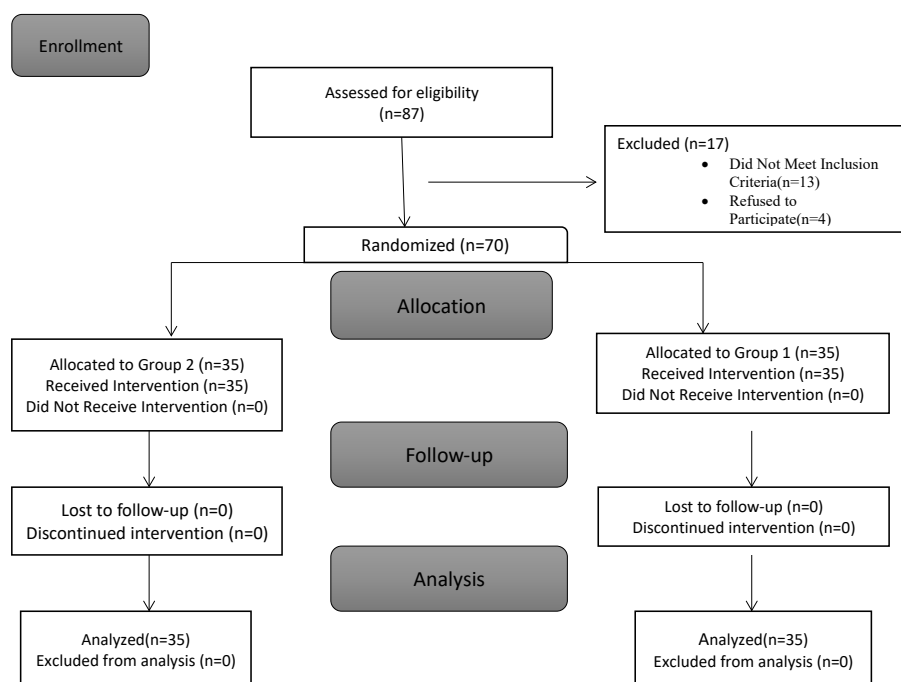 Enrollment
Assessed for eligibility
(n=87)
Excluded (n=17)
• Did Not Meet Inclusion
Criteria(n=13)
• Refused to
Participate(n=4)
Randomized (n=70)
Allocation
Allocated to Group 2 (n=35)
Received Intervention (n=35)
Did Not Receive Intervention (n=0)
Allocated to Group 1 (n=35)
Received Intervention (n=35)
Did Not Receive Intervention (n=0)
Follow-up
Lost to follow-up (n=0)
Discontinued intervention (n=0)
Lost to follow-up (n=0)
Discontinued intervention (n=0)
Analysis
Analyzed(n=35)
Excluded from analysis (n=0)
Analyzed(n=35)
Excluded from analysis (n=0)